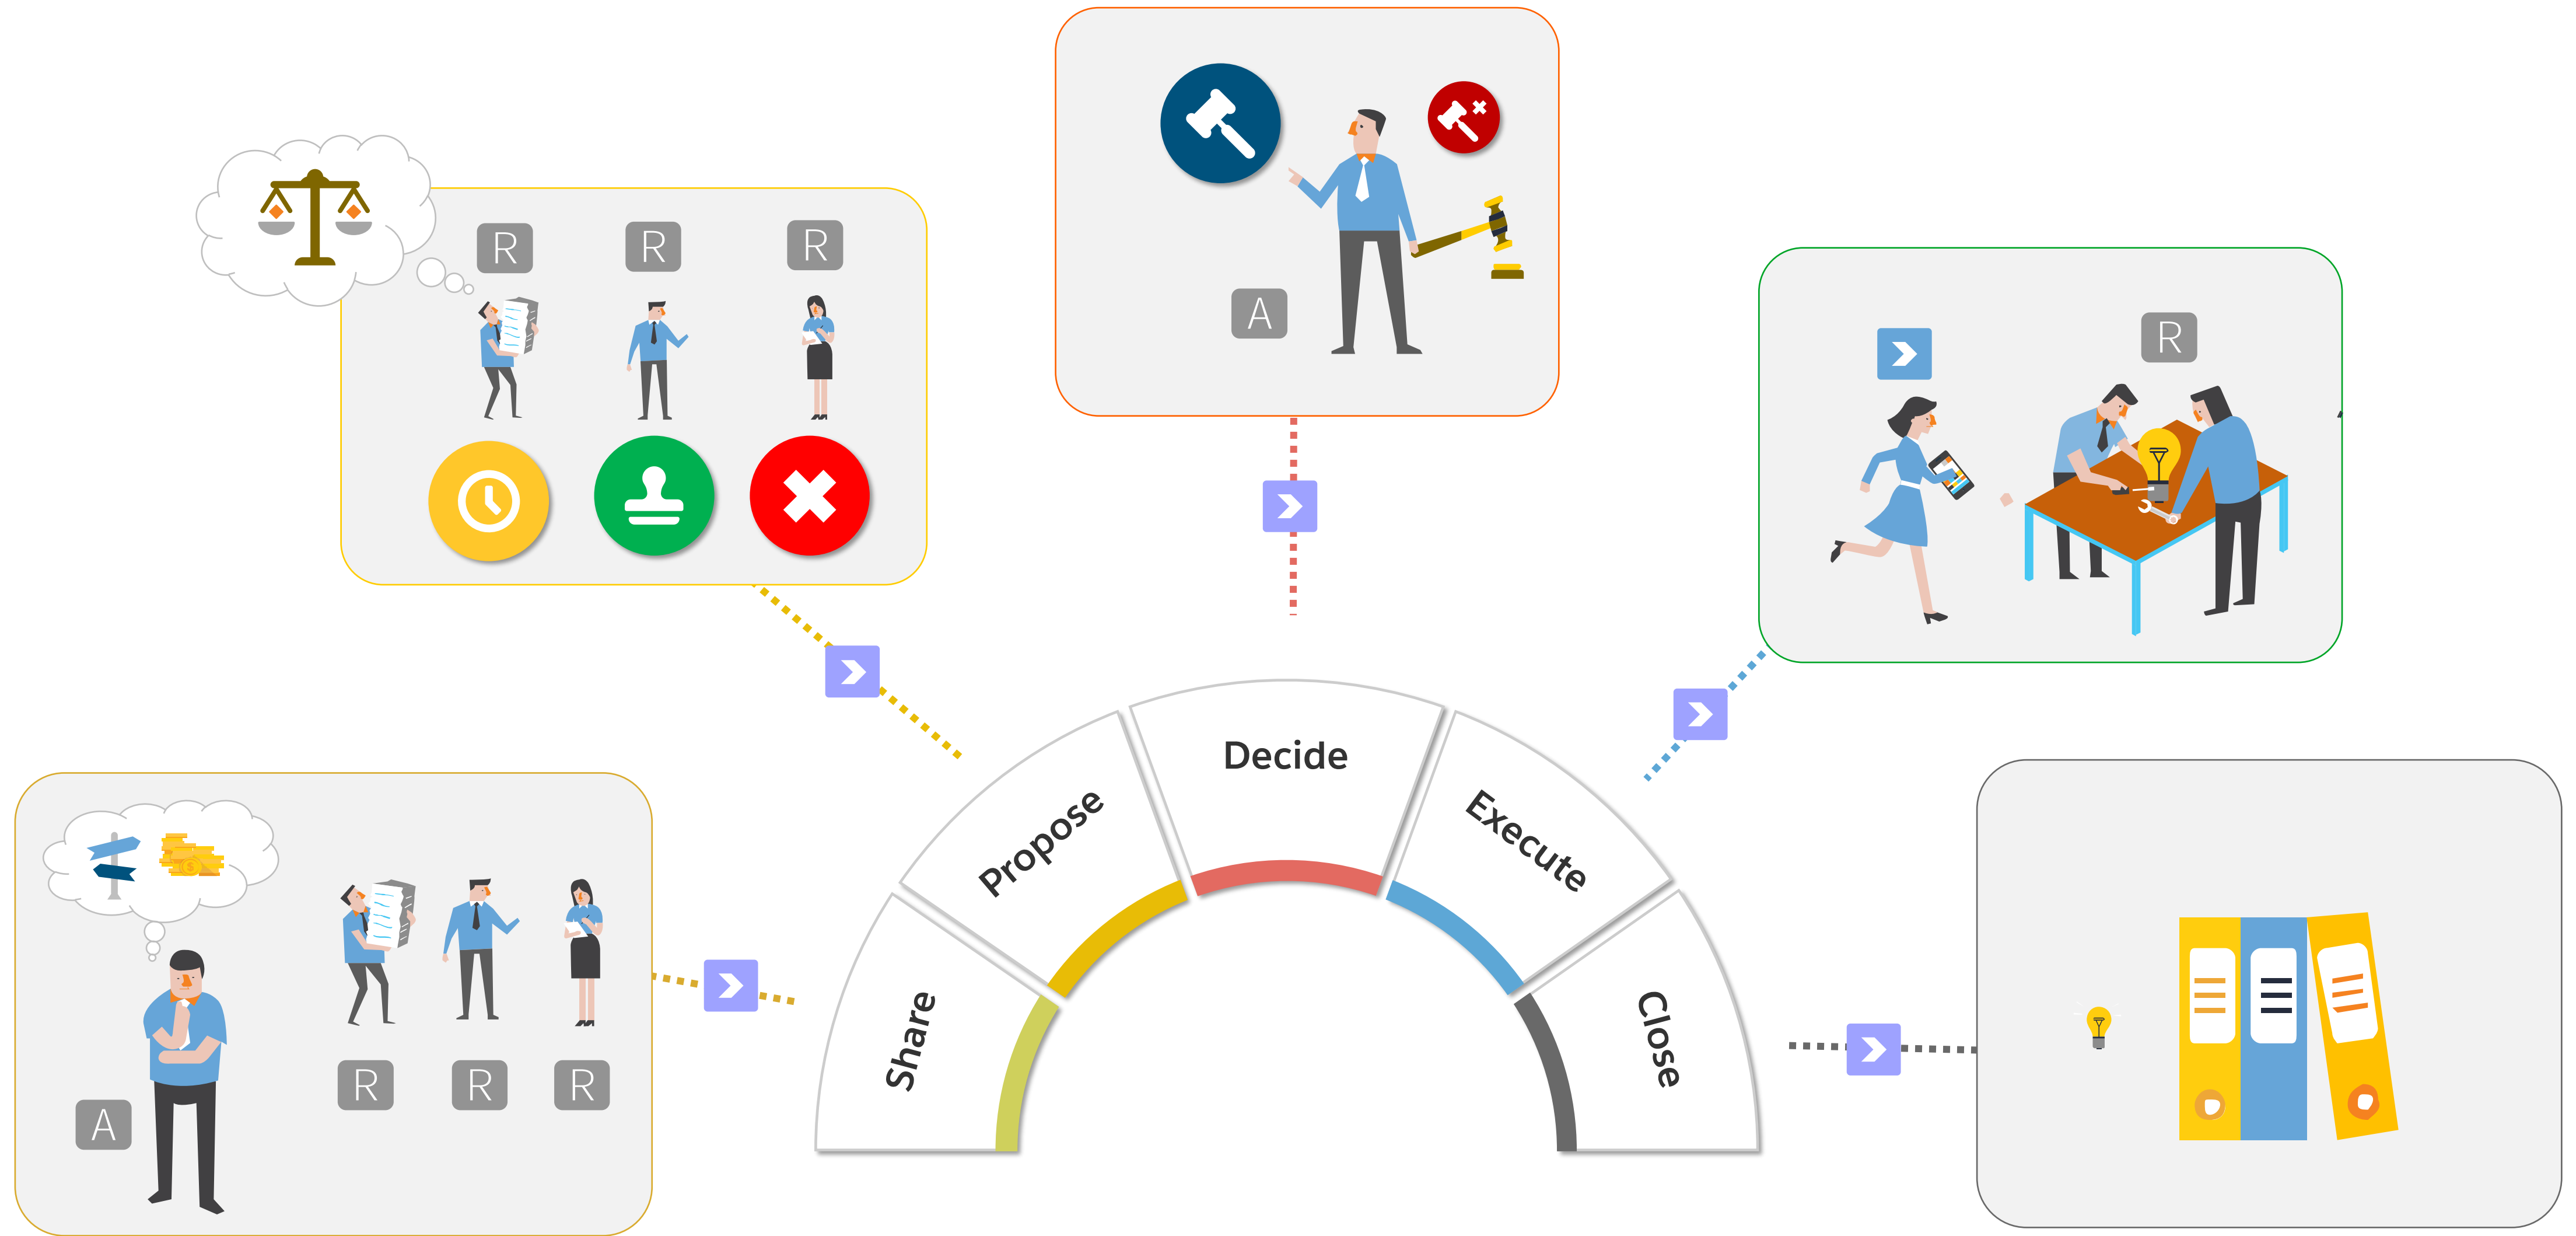 R R R
A
R
A
R R R
Share
Propose
Decide
Execute
Close